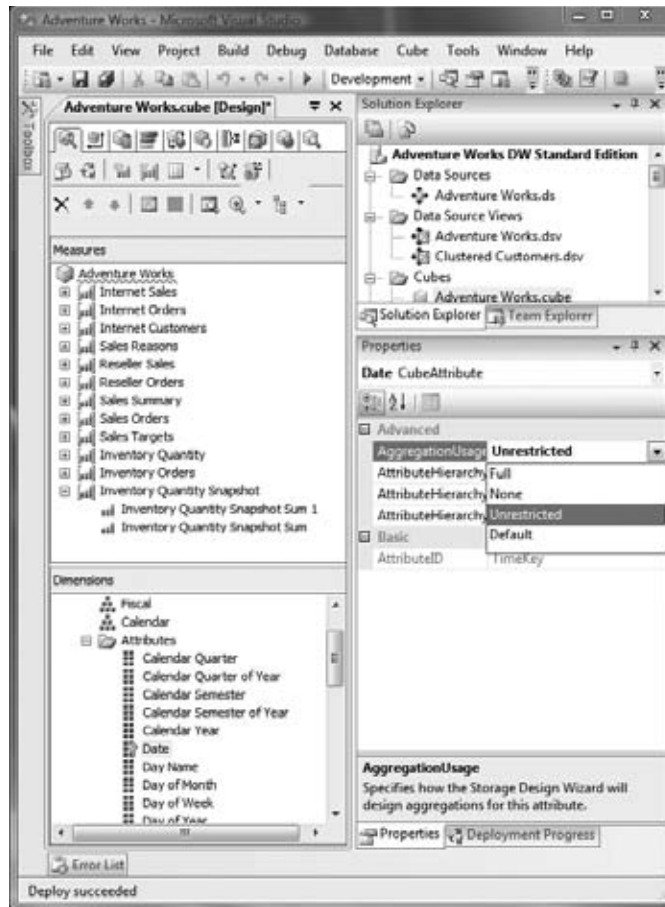 Adventure Works - Microsoft Visual Studio
File Edit View Project Build Debug Database Cube Tools Window Help
Development
Toolbox
Adventure Works.cube [Design]*
Measures
Adventure Works
Internet Sales
Internet Orders
Internet Customers
Sales Reasons
Reseller Sales
Reseller Orders
Sales Summary
Sales Orders
Sales Targets
Inventory Quantity
Inventory Orders
Inventory Quantity Snapshot
Inventory Quantity Snapshot Sum 1
Inventory Quantity Snapshot Sum
Dimensions
Fiscal
Calendar
Attributes
Calendar Quarter
Calendar Quarter of Year
Calendar Semester
Calendar Semester of Year
Calendar Year
Date
Day Name
Day of Month
Day of Week
Day of Year
Solution Explorer
Adventure Works DW Standard Edition
Data Sources
Adventure Works.ds
Data Source Views
Adventure Works.dsv
Clustered Customers.dsv
Cubes
Adventure Works.cube
Solution Explorer Team Explorer
Properties
Date CubeAttribute
Advanced
AggregationUsage Unrestricted
AttributeHierarchy Full
AttributeHierarchy None
AttributeHierarchy Unrestricted
Basic Default
AttributeID TimeKey
AggregationUsage
Specifies how the Storage Design Wizard will
design aggregations for this attribute.
Properties Deployment Progress
Error List
Deploy succeeded